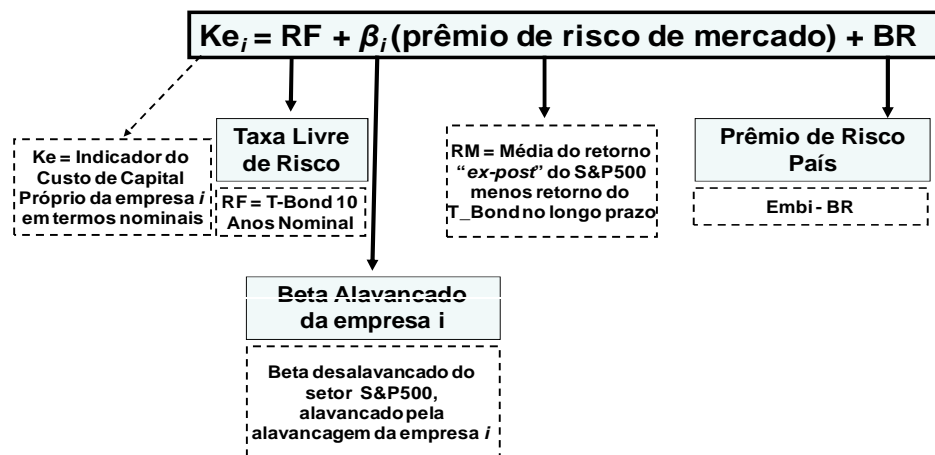 Ke i = RF + β i (prêmio de risco de mercado) + BR
Ke = Indicador do
Custo de Capital
Próprio da empresa i
em termos nominais
Taxa Livre
de Risco
RF = T-Bond 10
Anos Nominal
RM = Média do retorno
“ex-post” do S&P500
menos retorno do
T_Bond no longo prazo
Prêmio de Risco
País
Embi - BR
Beta Alavancado
da empresa i
Beta desalavancado do
setor S&P500,
alavancado pela
alavancagem da empresa i